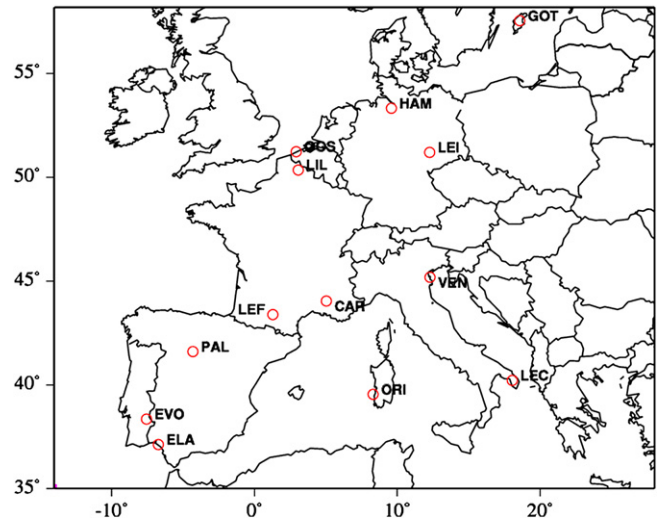 GOT
55°
HAM
OOS
LEI
50°
LIL
45°
VEN
LEF
CAR
PAL
40°
ORI
LEC
EVO
ELA
35°
-10°
0°
10°
20°